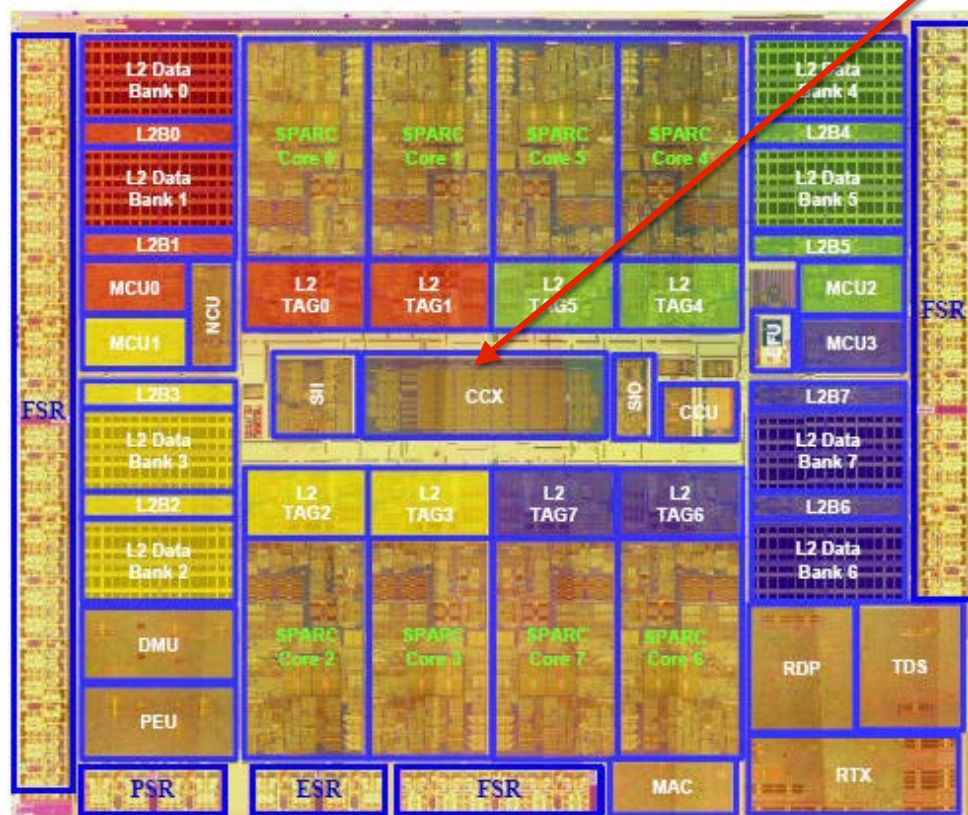 L2 Data
Bank 0
L2B0
L2 Data
Bank 1
L2B1
MCU0
NCU
MCU1
SPARC
Core 0
SPARC
Core 1
SPARC
Core 5
SPARC
Core 4
L2
TAG0
L2
TAG1
L2
TAG5
L2
TAG4
L2 Data
Bank 4
L2B4
L2 Data
Bank 5
L2B5
MCU2
EFU
MCU3
FSR
FSR
SII
CCX
SIO
CCU
L2B3
L2 Data
Bank 3
L2B2
L2 Data
Bank 2
DMU
PEU
L2
TAG2
L2
TAG3
L2
TAG7
L2
TAG6
SPARC
Core 2
SPARC
Core 3
SPARC
Core 7
SPARC
Core 6
L2B7
L2 Data
Bank 7
L2B6
L2 Data
Bank 6
RDP
TDS
PSR
ESR
FSR
MAC
RTX